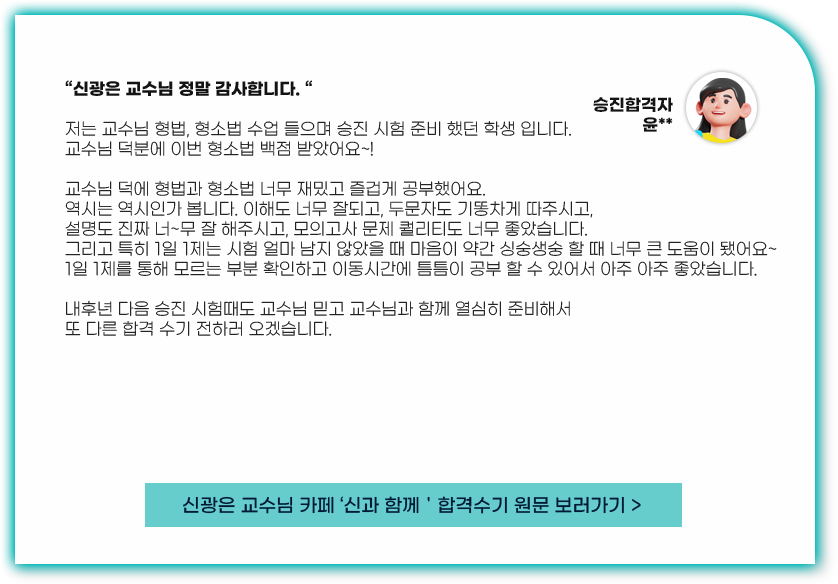 “신광은 교수님 정말 감사합니다. “
승진합격자
윤**
저는 교수님 형법, 형소법 수업 들으며 승진 시험 준비 했던 학생 입니다.
교수님 덕분에 이번 형소법 백점 받았어요~!
교수님 덕에 형법과 형소법 너무 재밌고 즐겁게 공부했어요.
역시는 역시인가 봅니다. 이해도 너무 잘되고, 두문자도 기똥차게 따주시고,
설명도 진짜 너~무 잘 해주시고, 모의고사 문제 퀄리티도 너무 좋았습니다.
그리고 특히 1일 1제는 시험 얼마 남지 않았을 때 마음이 약간 싱숭생숭 할 때 너무 큰 도움이 됐어요~
1일 1제를 통해 모르는 부분 확인하고 이동시간에 틈틈이 공부 할 수 있어서 아주 아주 좋았습니다.
내후년 다음 승진 시험때도 교수님 믿고 교수님과 함께 열심히 준비해서
또 다른 합격 수기 전하러 오겠습니다.
신광은 교수님 카페 ‘신과 함께 ' 합격수기 원문 보러가기 >